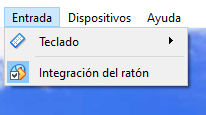 Entrada Dispositivos Ayuda
Teclado
Integración del ratón